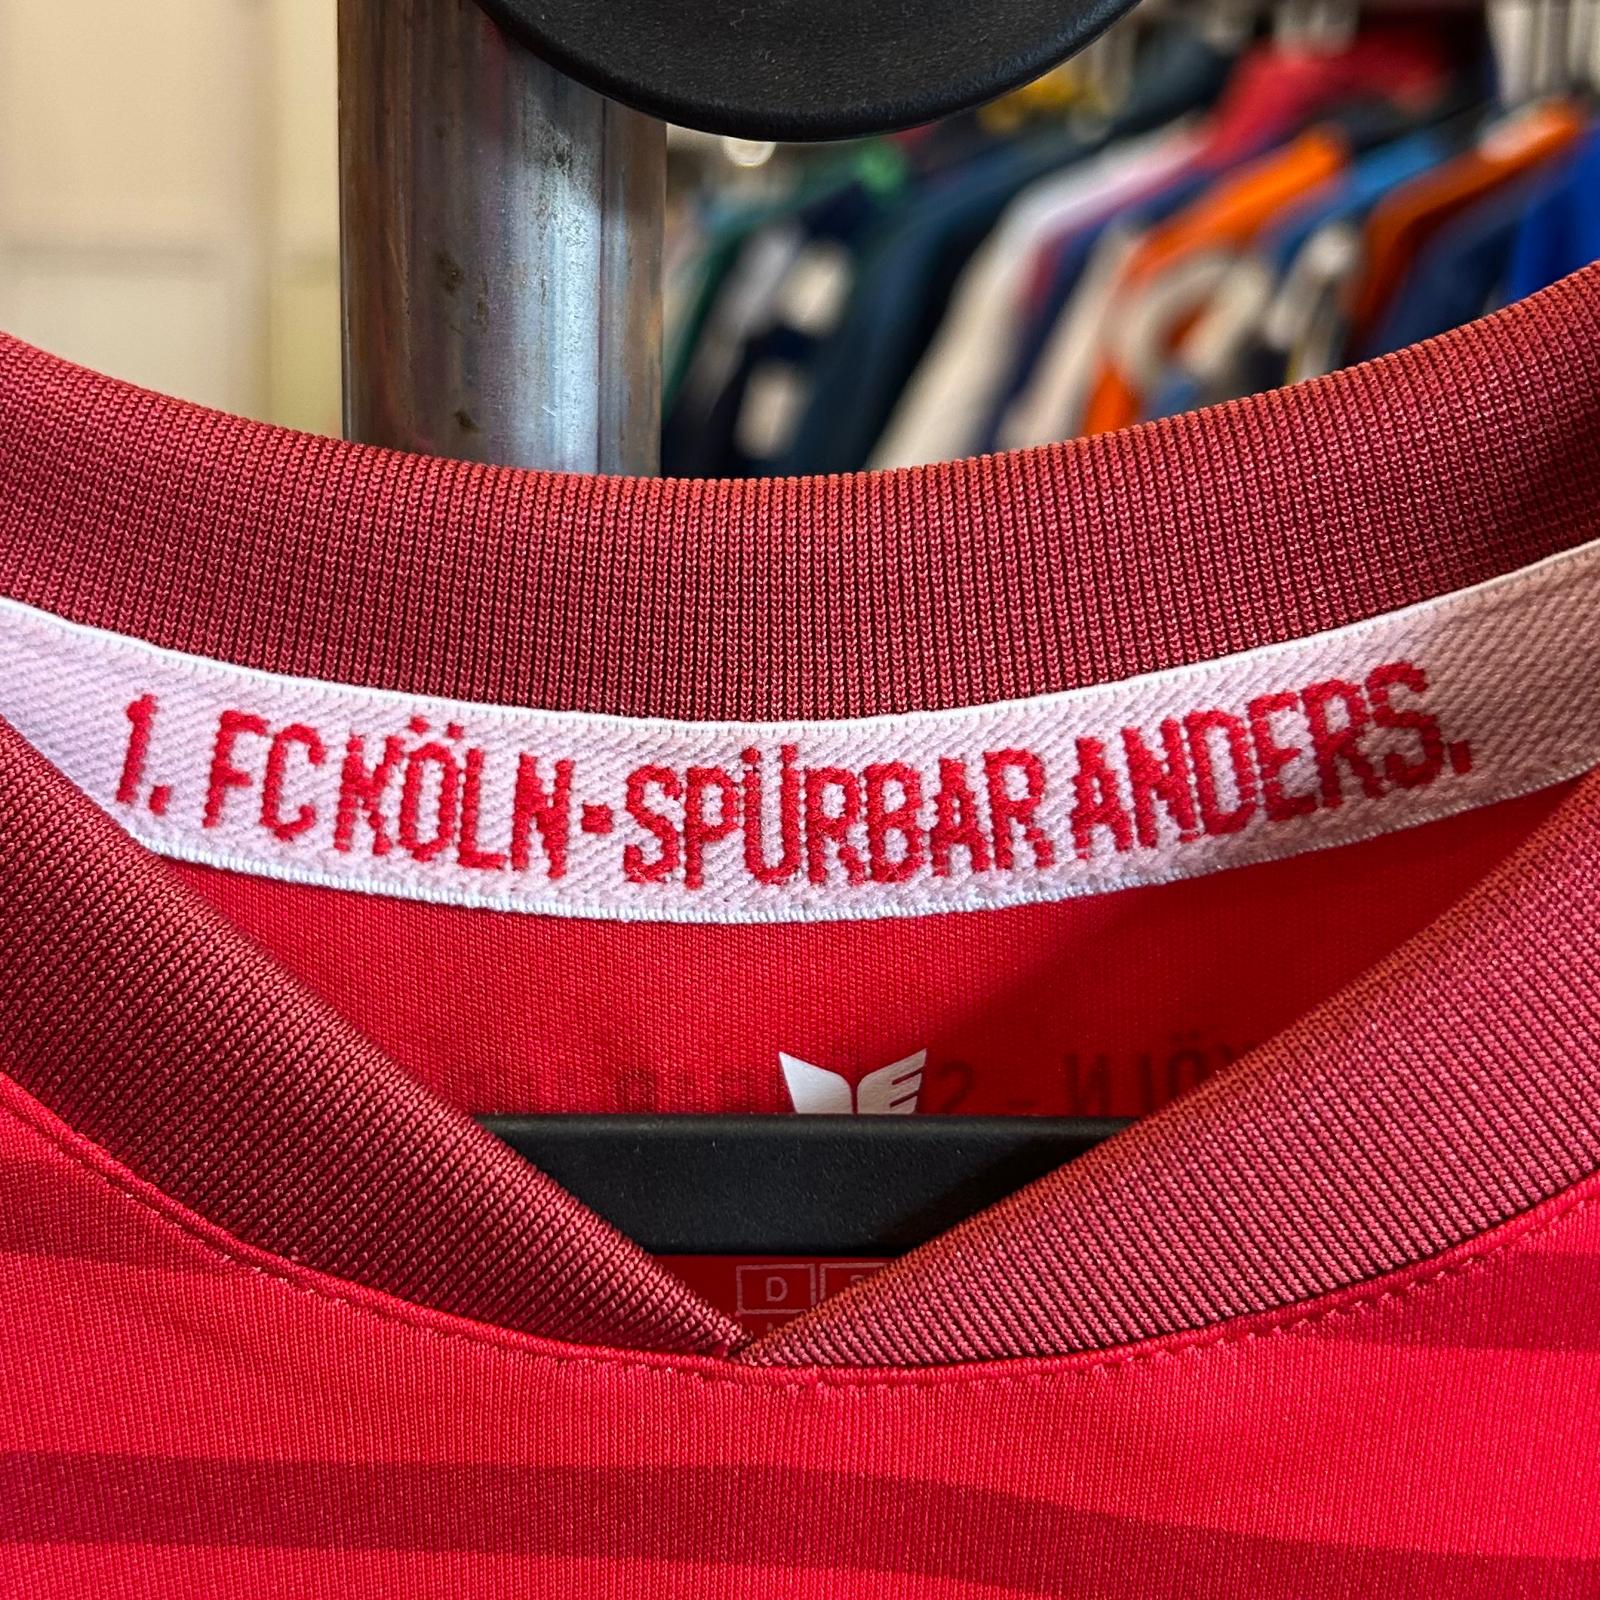 1. FC KÖLN - SPÜRBAR ANDERS.
D